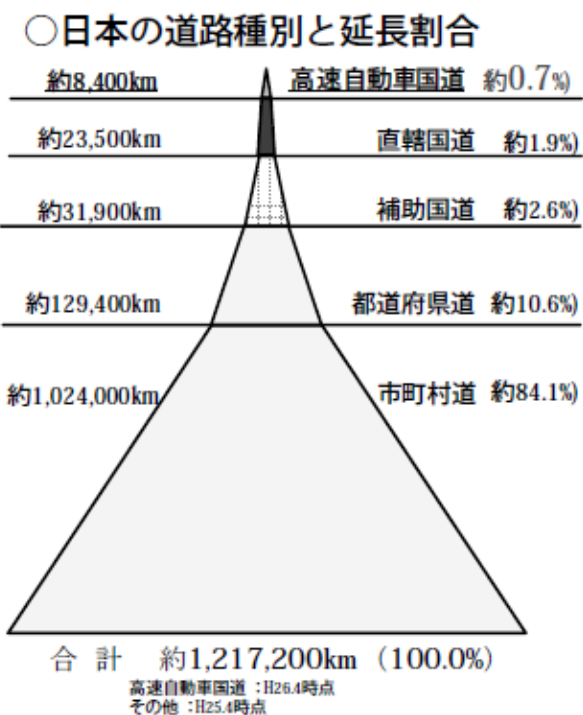 ○日本の道路種別と延長割合
約8,400km 高速自動車国道 約0.7%)
約23,500km 直轄国道 約1.9%)
約31,900km 補助国道 約2.6%)
約129,400km 都道府県道 約10.6%)
約1,024,000km 市町村道 約84.1%)
合 計 約1,217,200km (100.0%)
高速自動車国道 :H26.4時点
その他 :H25.4時点